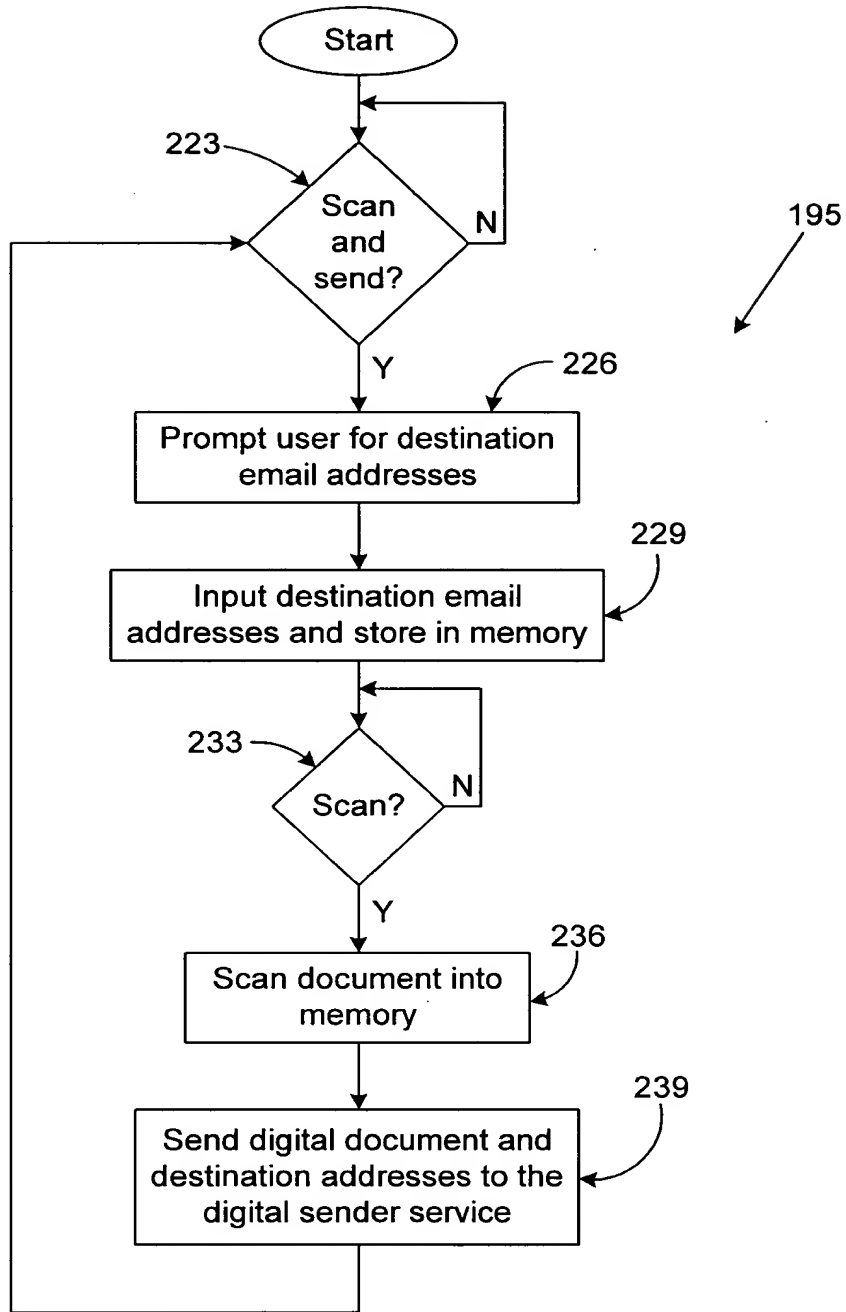 Start
223
Scan
and
send?
N
195
Y
226
Prompt user for destination
email addresses
229
Input destination email
addresses and store in memory
233
Scan?
N
Y
236
Scan document into
memory
239
Send digital document and
destination addresses to the
digital sender service